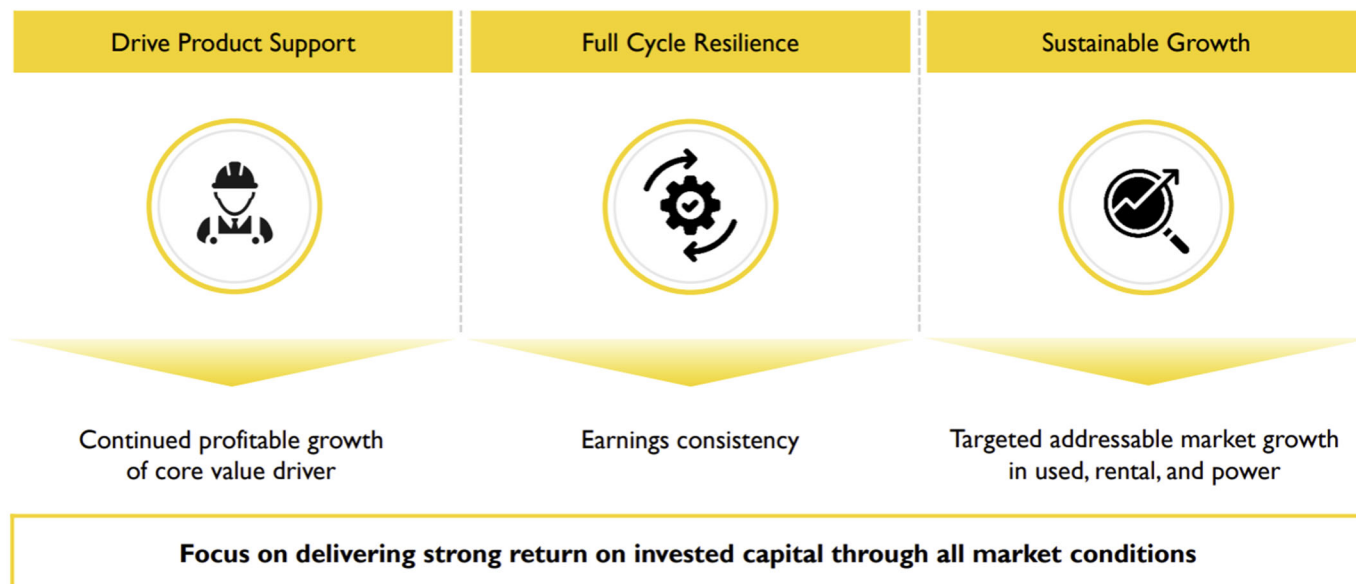 Drive Product Support
Full Cycle Resilience
Sustainable Growth
Continued profitable growth
of core value driver
Earnings consistency
Targeted addressable market growth
in used, rental, and power
Focus on delivering strong return on invested capital through all market conditions